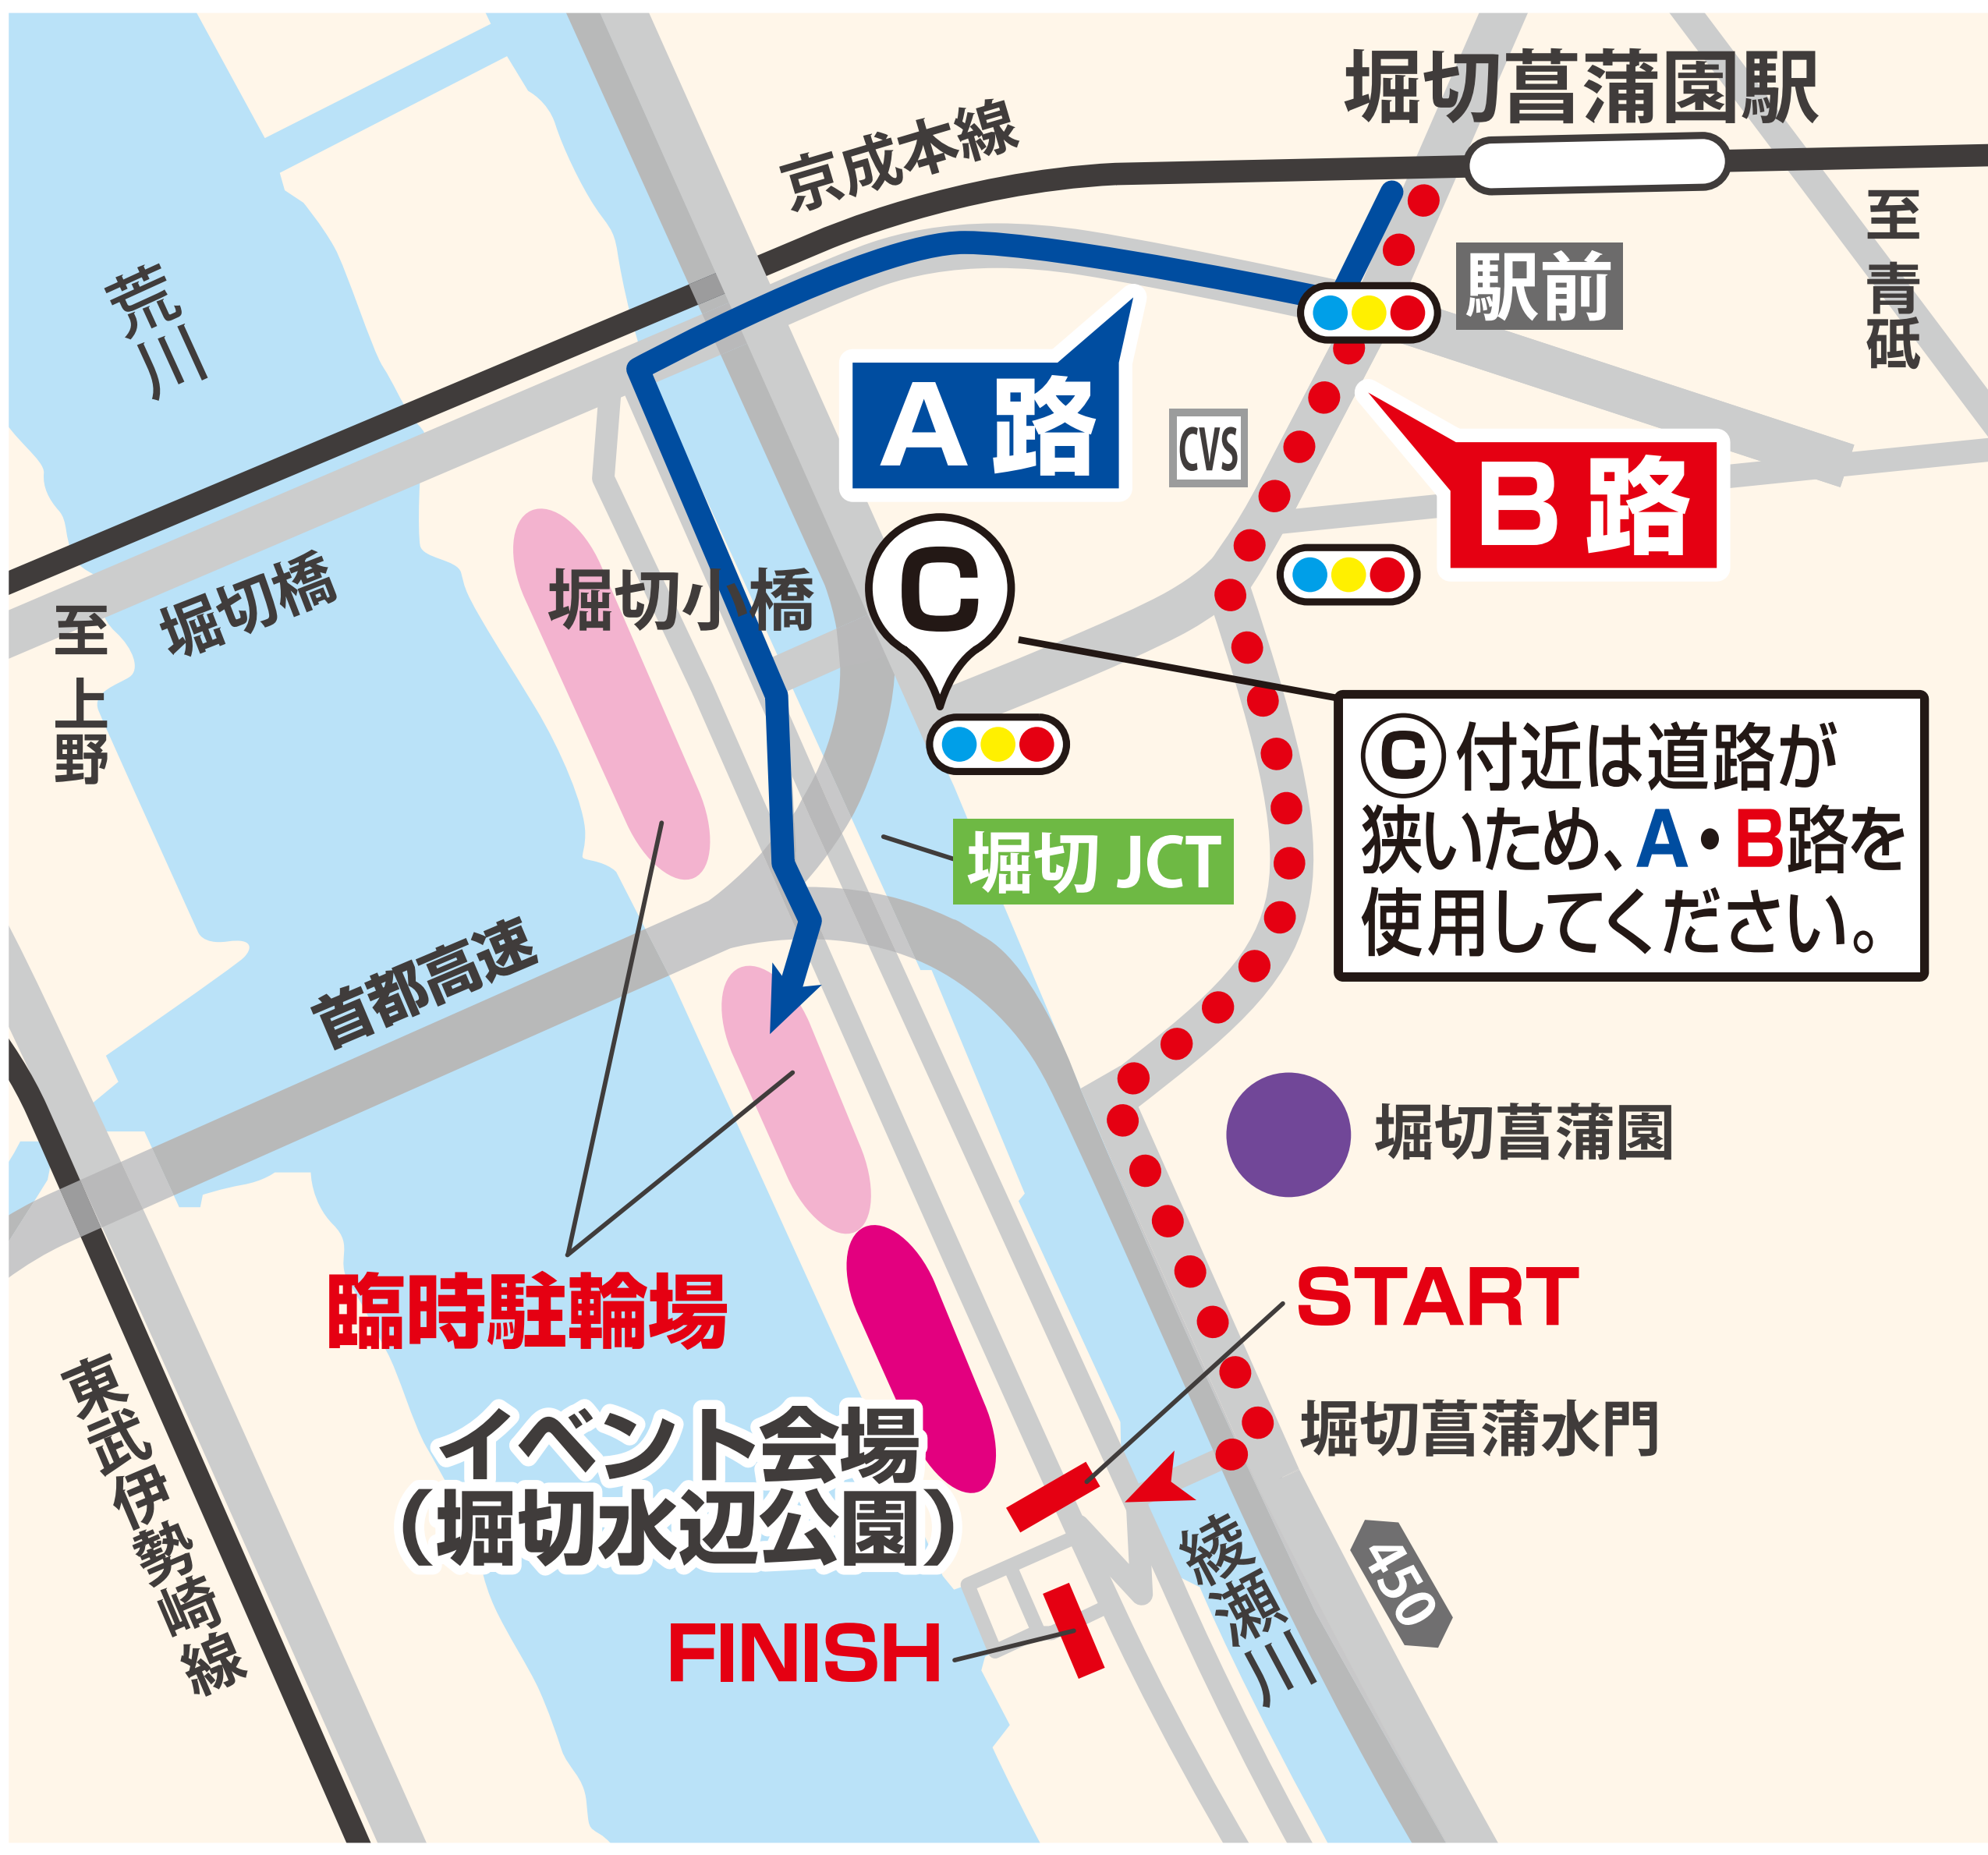 堀切菖蒲園駅
京成本線
至 青砥
荒川
駅前
A 路
CVS
B 路
C
堀切小橋
堀切橋
至 上野
Ⓒ付近は道路が
狭いため、A・B路を
使用してください。
堀切 JCT
首都高速
堀切菖蒲園
臨時駐輪場
START
東武伊勢崎線
堀切菖蒲水門
イベント会場
（堀切水辺公園）
綾瀬川
450
FINISH